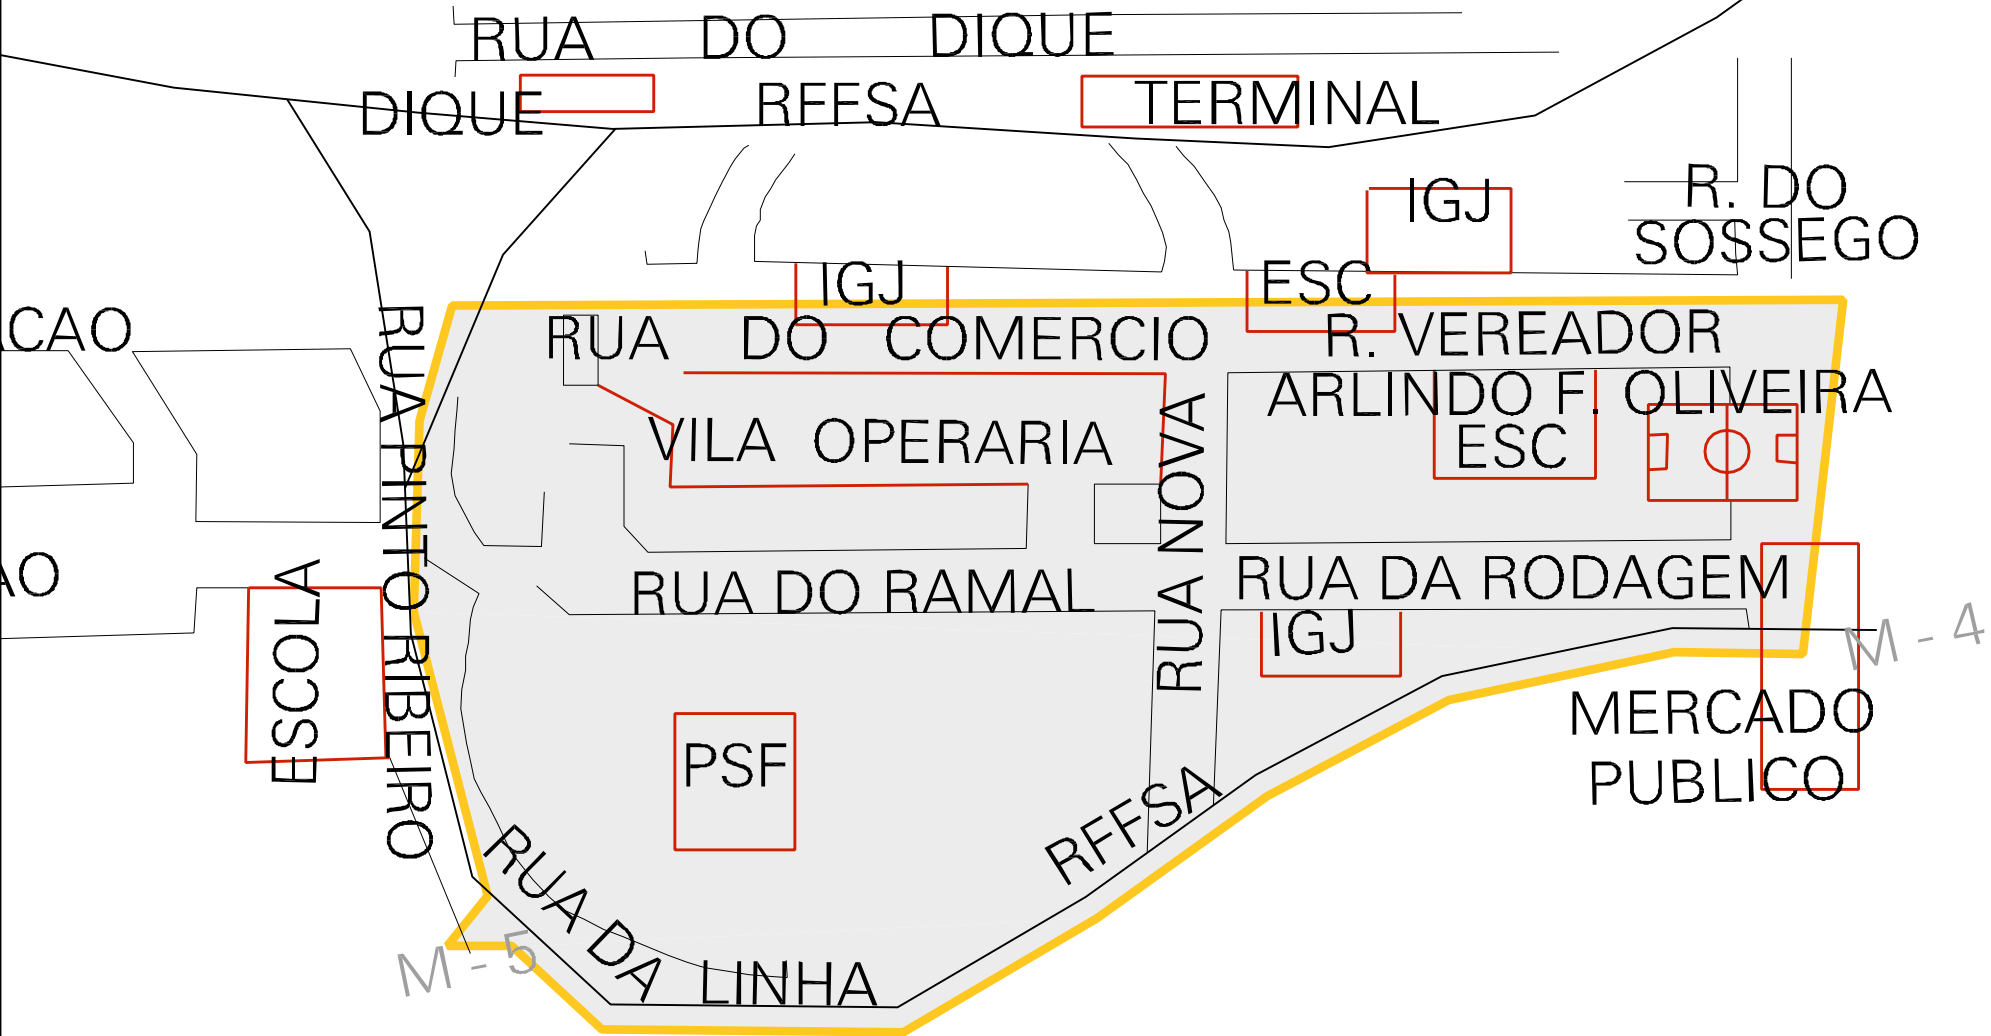 RUA DO DIQUE
DIQUE RFFSA TERMINAL
IGJ R. DO
SOSSEGO
IGJ ESC
CAO RUA DO COMERCIO R. VEREADOR
ARLINDO F. OLIVEIRA
VILA OPERARIA ESC
RUA PINTO RIBEIRO
RUA NOVA
AO RUA DO RAMAL RUA DA RODAGEM
IGJ M - 4
ESCOLA
MERCADO
PUBLICO
PSF
RFFSA
RUA DA LINHA
M - 5